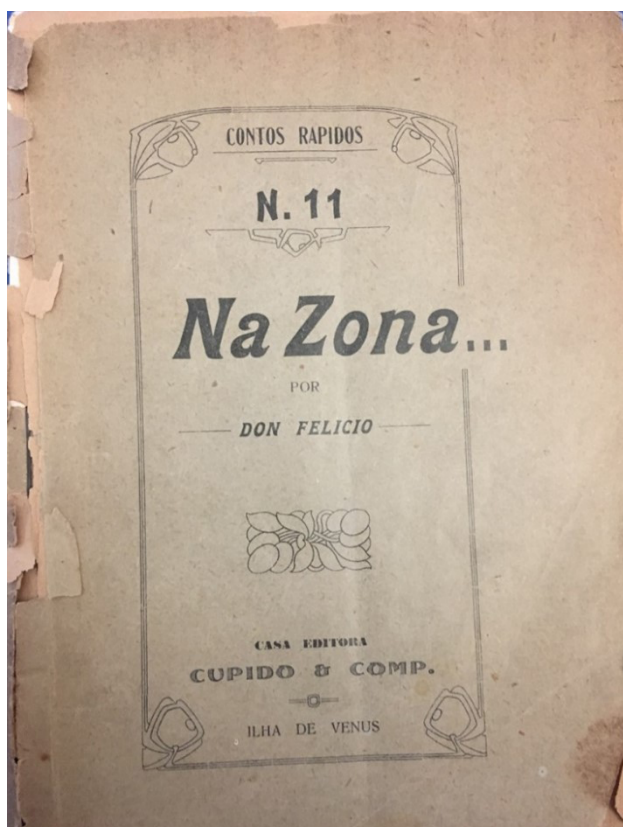 CONTOS RAPIDOS
N. 11
Na Zona...
POR
DON FELICIO
CASA EDITORA
CUPIDO & COMP.
ILHA DE VENUS